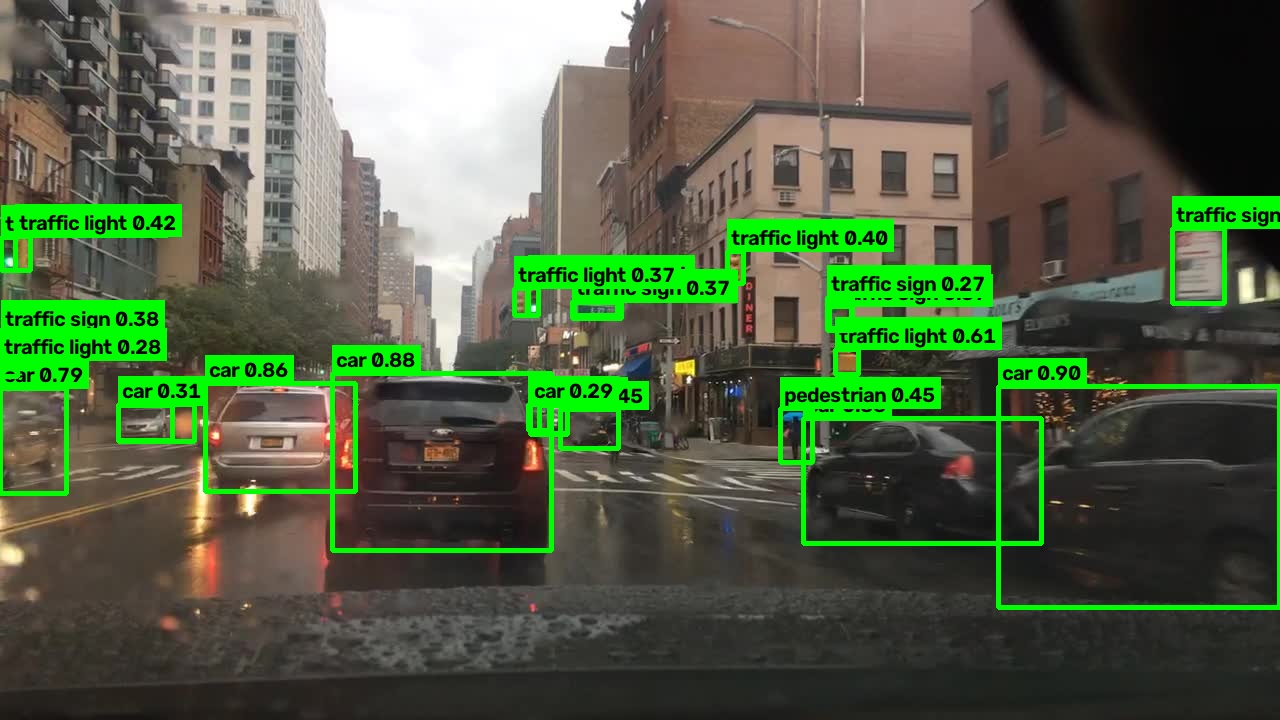 traffic sign
t traffic light 0.42
traffic light 0.40
traffic light 0.37
traffic sign 0.37
traffic sign 0.27
traffic sign 0.38
traffic light 0.61
traffic light 0.28
car 0.79
car 0.31
car 0.86
car 0.88
car 0.29
45
pedestrian 0.45
car 0.90
DINER